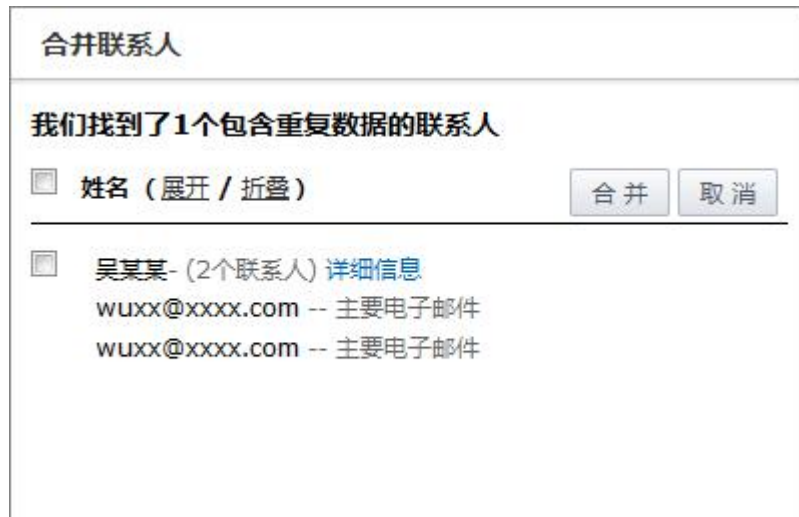 合并联系人
我们找到了1个包含重复数据的联系人
姓名（展开 / 折叠） 合 并 取 消
吴某某- (2个联系人) 详细信息
wuxx@xxxx.com -- 主要电子邮件
wuxx@xxxx.com -- 主要电子邮件